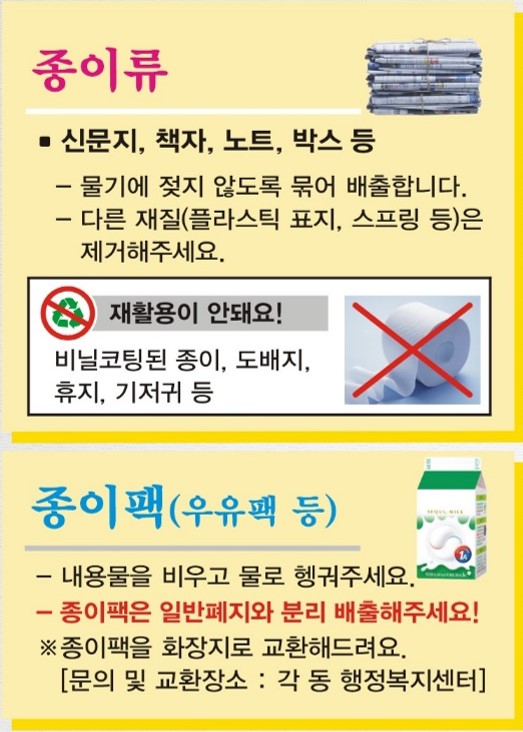 종이류
▪ 신문지, 책자, 노트, 박스 등
– 물기에 젖지 않도록 묶어 배출합니다.
– 다른 재질(플라스틱 표지, 스프링 등)은
제거해주세요.
재활용이 안돼요!
비닐코팅된 종이, 도배지,
휴지, 기저귀 등
종이팩(우유팩 등)
SEOUL MILK
1A
– 내용물을 비우고 물로 헹궈주세요.
– 종이팩은 일반폐지와 분리 배출해주세요!
※종이팩을 화장지로 교환해드려요.
[문의 및 교환장소 : 각 동 행정복지센터]